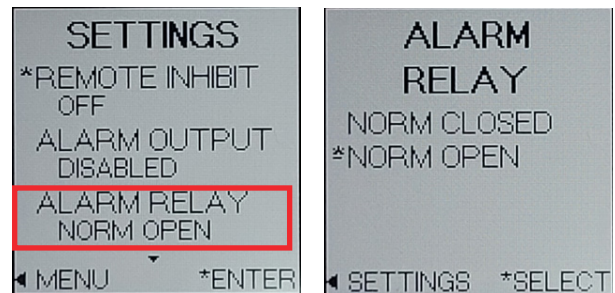 SETTINGS
*REMOTE INHIBIT
OFF
ALARM OUTPUT
DISABLED
ALARM RELAY
NORM OPEN
◄ MENU *ENTER
ALARM
RELAY
NORM CLOSED
*NORM OPEN
◄ SETTINGS *SELECT